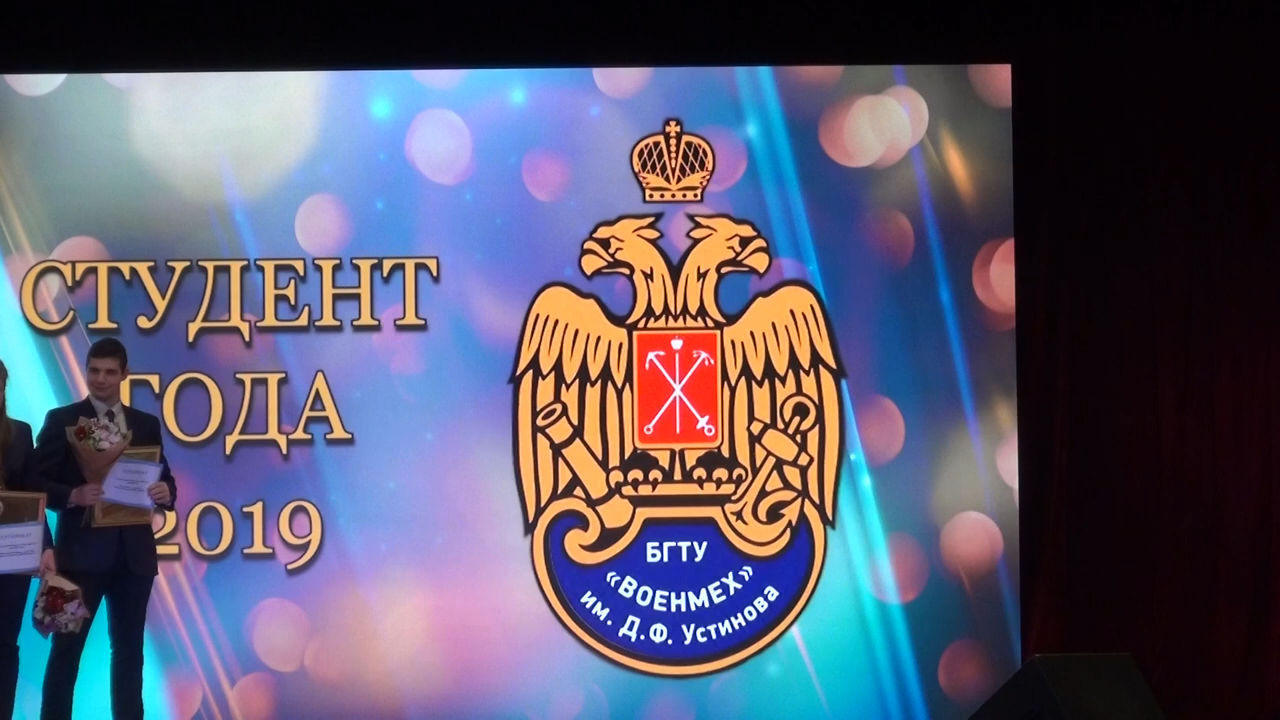 СТУДЕНТ
ГОДА
2019
БГТУ
«ВОЕНМЕХ»
им. Д.Ф. Устинова